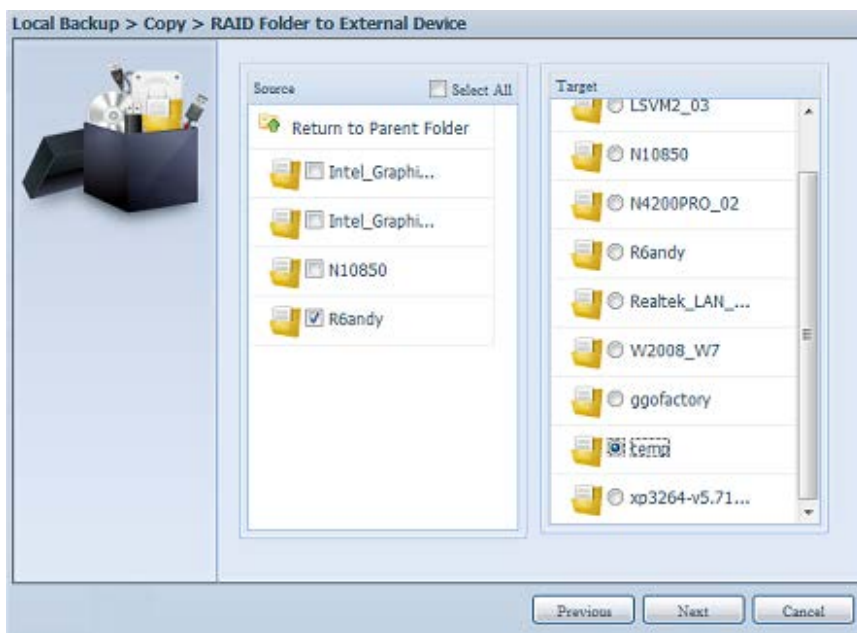 Local Backup > Copy > RAID Folder to External Device
Source
Select All
Return to Parent Folder
Intel_Graphi...
Intel_Graphi...
N10850
R6andy
Target
LSVM2_03
N10850
N4200PRO_02
R6andy
Realtek_LAN_...
W2008_W7
ggofactory
temp
xp3264-v5.71...
Previous
Next
Cancel